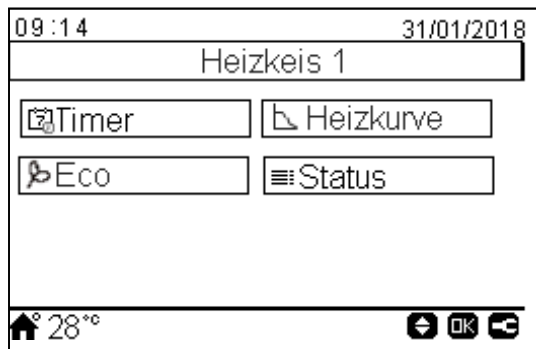 09:14 31/01/2018
Heizkeis 1
Timer Heizkurve
Eco Status
28°C OK